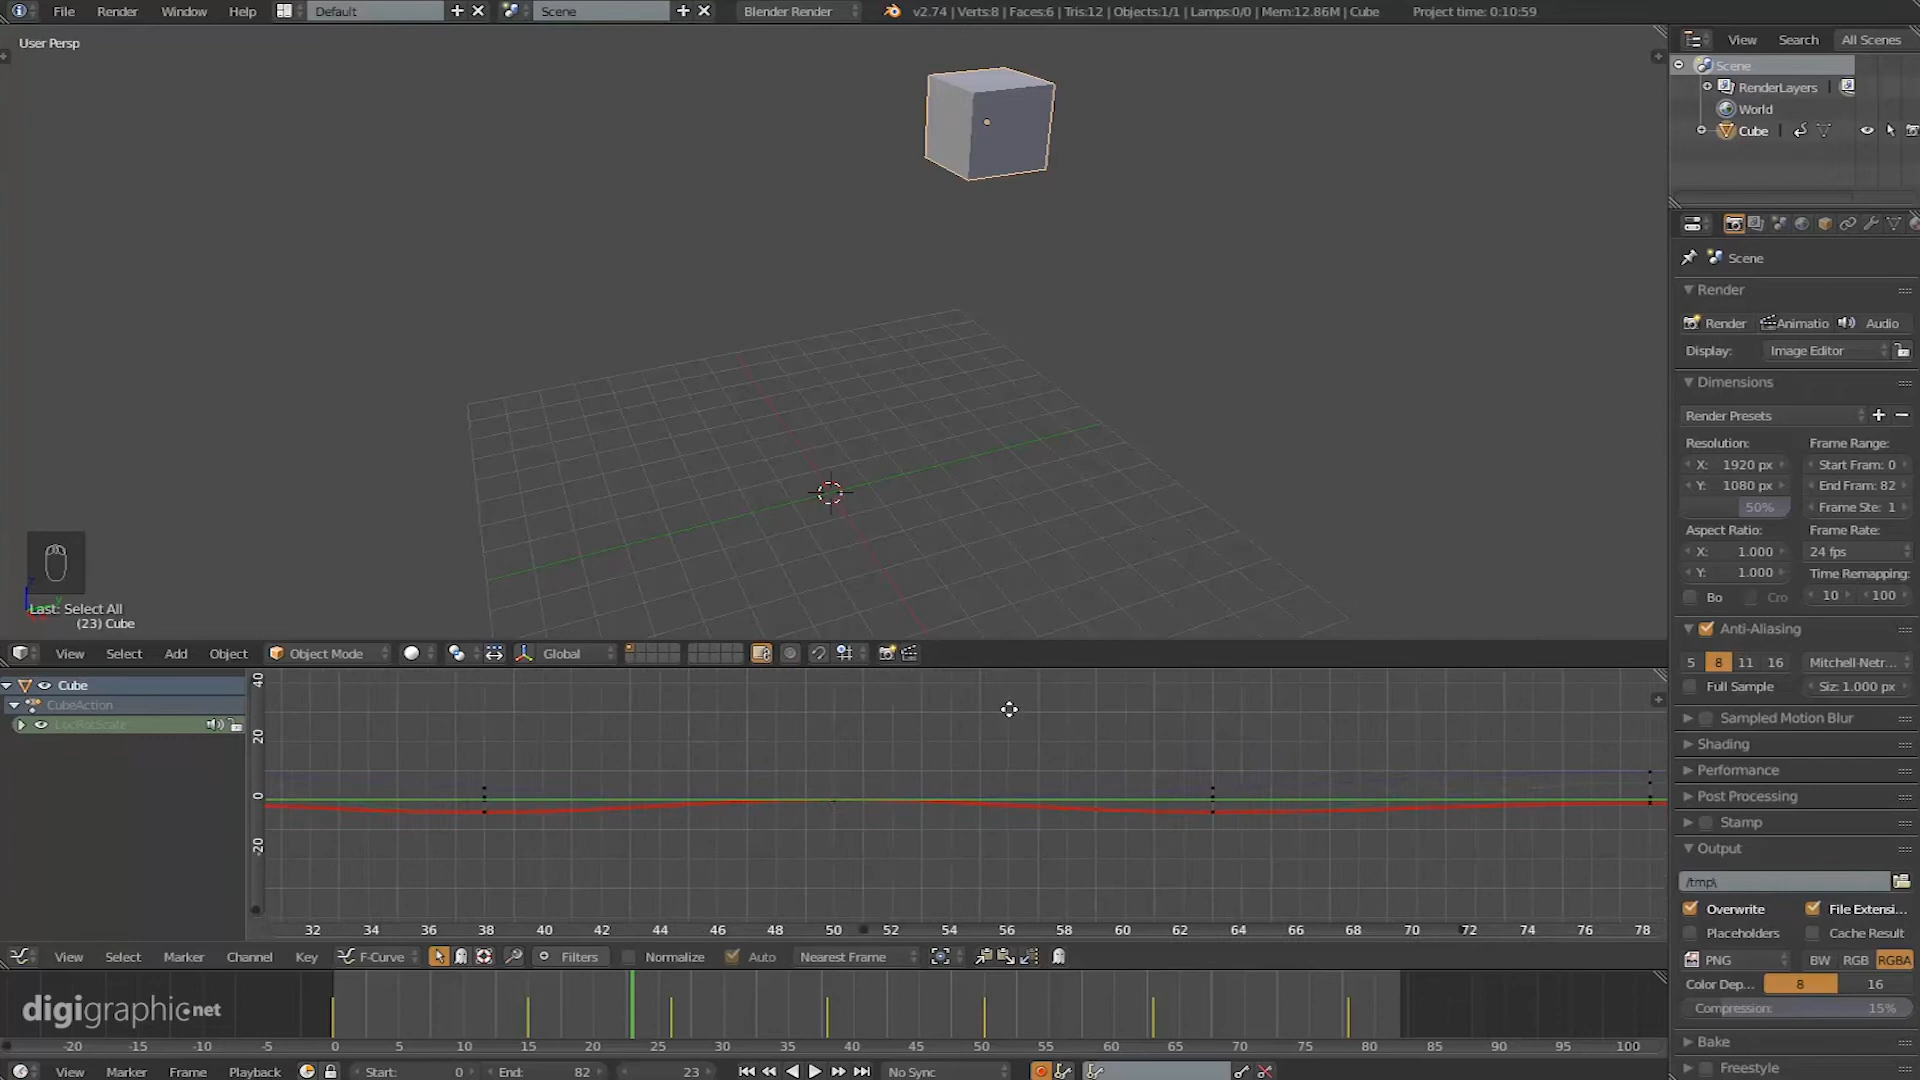 File Render Window Help Default Scene Blender Render v2.74 | Verts:8 | Faces:6 | Tris:12 | Objects:1/1 | Lamps:0/0 | Mem:12.86M | Cube Project time: 0:10:59
User Persp
View Search All Scenes
Scene
RenderLayers
World
Cube
Scene
Render
Render Animatio Audio
Display: Image Editor
Dimensions
Render Presets
Resolution: Frame Range:
X: 1920 px Start Fram: 0
Y: 1080 px End Fram: 82
50% Frame Ste: 1
Aspect Ratio: Frame Rate:
X: 1.000 24 fps
Y: 1.000 Time Remapping:
Bo Cro 10 100
Anti-Aliasing
5 8 11 16 Mitchell-Netr...
Full Sample Siz: 1.000 px
Sampled Motion Blur
Shading
Performance
Post Processing
Stamp
Output
/tmp\
Overwrite File Extensi...
Placeholders Cache Result
PNG BW RGB RGBA
Color Dep... 8 16
Compression: 15%
Bake
Freestyle
Last: Select All
(23) Cube
View Select Add Object Object Mode Global
Cube
CubeAction
LocRotScale
40
20
0
-20
32 34 36 38 40 42 44 46 48 50 52 54 56 58 60 62 64 66 68 70 72 74 76 78
View Select Marker Channel Key F-Curve Filters Normalize Auto Nearest Frame
digigraphic.net
-20 -15 -10 -5 0 5 10 15 20 25 30 35 40 45 50 55 60 65 70 75 80 85 90 95 100
View Marker Frame Playback Start: 0 End: 82 23 No Sync